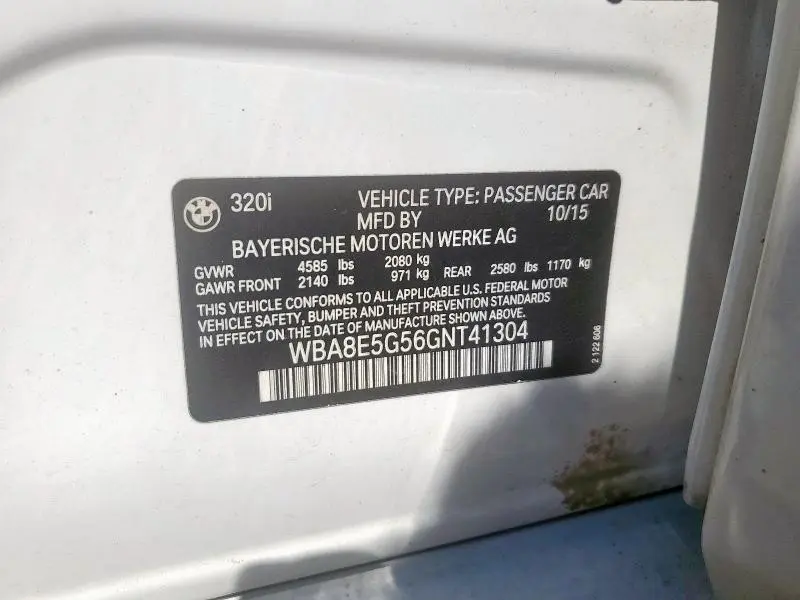 320i VEHICLE TYPE: PASSENGER CAR
MFD BY 10/15
BAYERISCHE MOTOREN WERKE AG
GVWR 4585 lbs 2080 kg
GAWR FRONT 2140 lbs 971 kg REAR 2580 lbs 1170 kg
THIS VEHICLE CONFORMS TO ALL APPLICABLE U.S. FEDERAL MOTOR
VEHICLE SAFETY, BUMPER AND THEFT PREVENTION STANDARDS
IN EFFECT ON THE DATE OF MANUFACTURE SHOWN ABOVE.
WBA8E5G56GNT41304
2 122 606